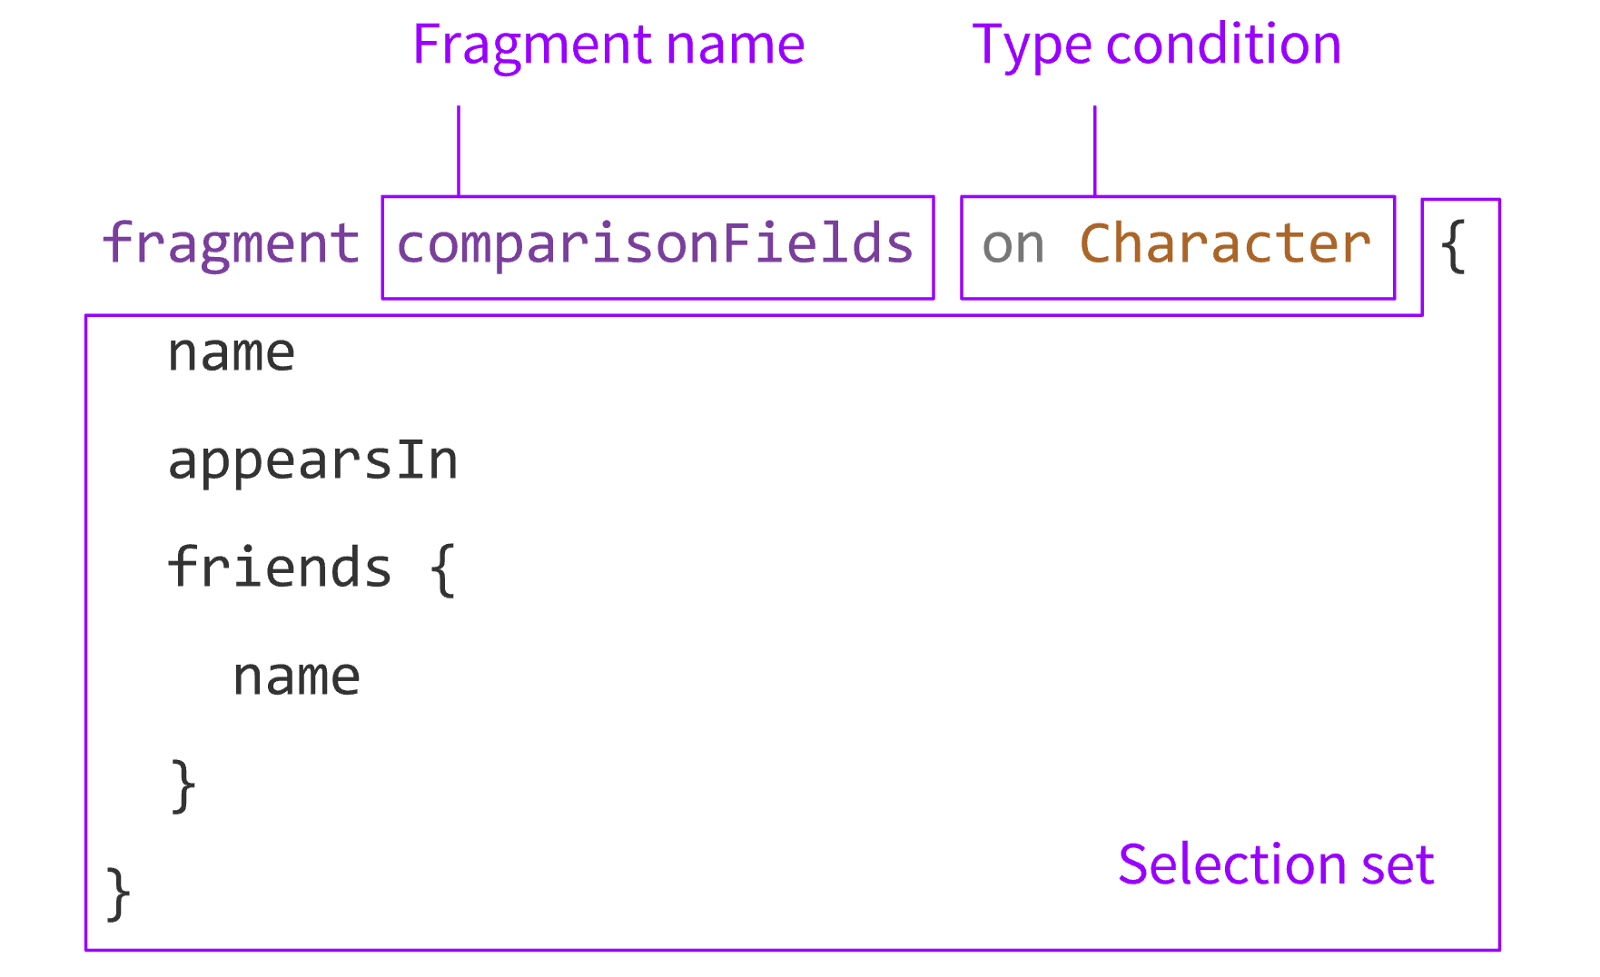 Fragment name Type condition
fragment comparisonFields on Character {
name
appearsIn
friends {
name
}
Selection set
}